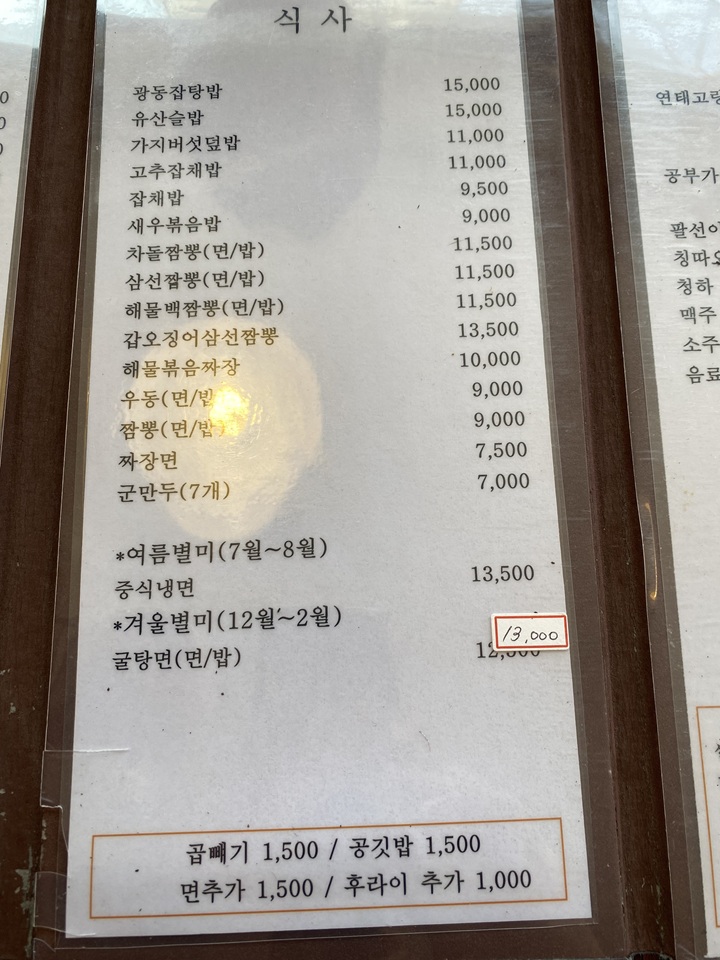 식 사
광동잡탕밥 15,000
유산슬밥 15,000
가지버섯덮밥 11,000
고추잡채밥 11,000
잡채밥 9,500
새우볶음밥 9,000
차돌짬뽕(면/밥) 11,500
삼선짬뽕(면/밥) 11,500
해물백짬뽕(면/밥) 11,500
갑오징어삼선짬뽕 13,500
해물볶음짜장 10,000
우동(면/밥) 9,000
짬뽕(면/밥) 9,000
짜장면 7,500
군만두(7개) 7,000
*여름별미(7월~8월)
중식냉면 13,500
*겨울별미(12월~2월)
굴탕면(면/밥) 13,000
곱빼기 1,500 / 공깃밥 1,500
면추가 1,500 / 후라이 추가 1,000
연태고량
공부가
팔선이
칭따오
청하
맥주
소주
음료